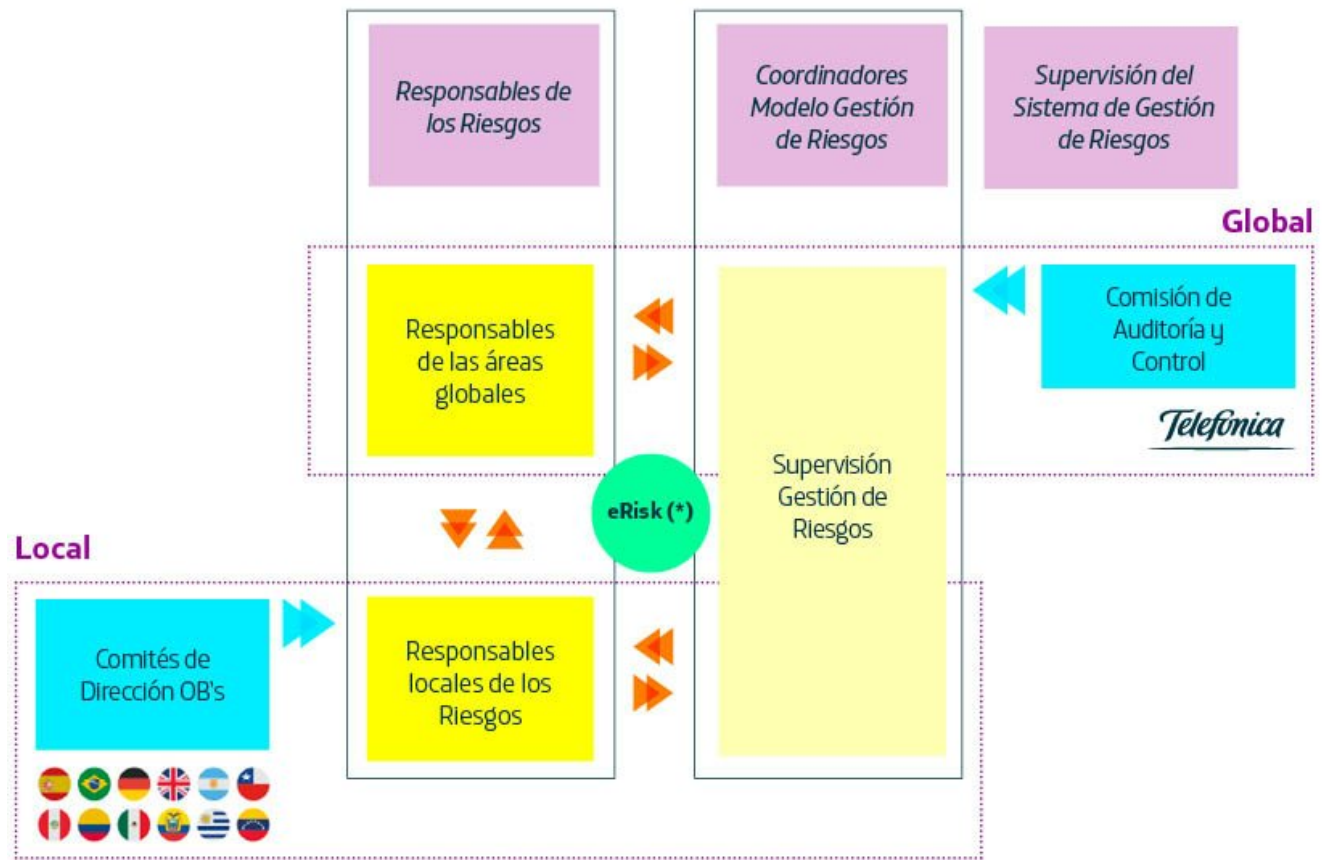 Responsables de
los Riesgos
Coordinadores
Modelo Gestión
de Riesgos
Supervisión del
Sistema de Gestión
de Riesgos
Global
Responsables
de las áreas
globales
Comisión de
Auditoría y
Control
Telefónica
Supervisión
Gestión de
Riesgos
eRisk (*)
Local
Comités de
Dirección OB's
Responsables
locales de los
Riesgos